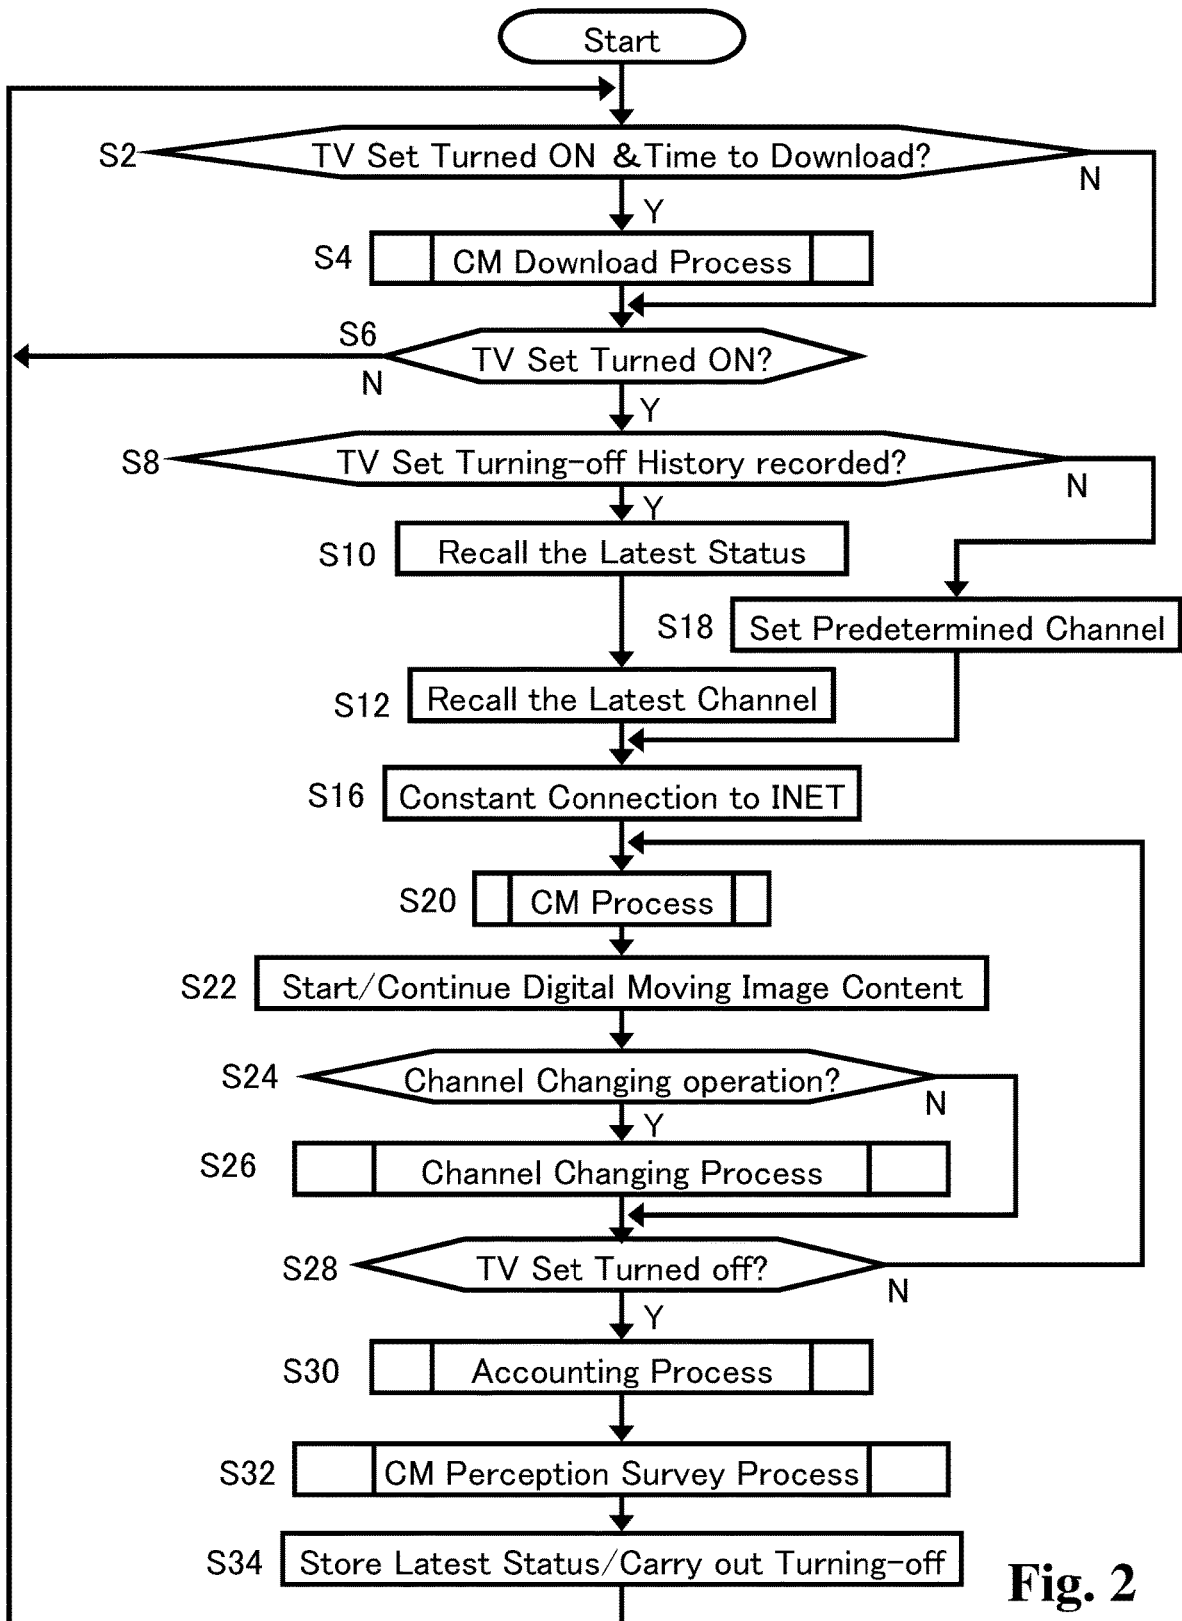 Start
S2
TV Set Turned ON &Time to Download?
N
Y
S4
CM Download Process
S6
TV Set Turned ON?
N
Y
S8
TV Set Turning-off History recorded?
N
Y
S10
Recall the Latest Status
S18
Set Predetermined Channel
S12
Recall the Latest Channel
S16
Constant Connection to INET
S20
CM Process
S22
Start/Continue Digital Moving Image Content
S24
Channel Changing operation?
N
Y
S26
Channel Changing Process
S28
TV Set Turned off?
N
Y
S30
Accounting Process
S32
CM Perception Survey Process
S34
Store Latest Status/Carry out Turning-off
Fig. 2